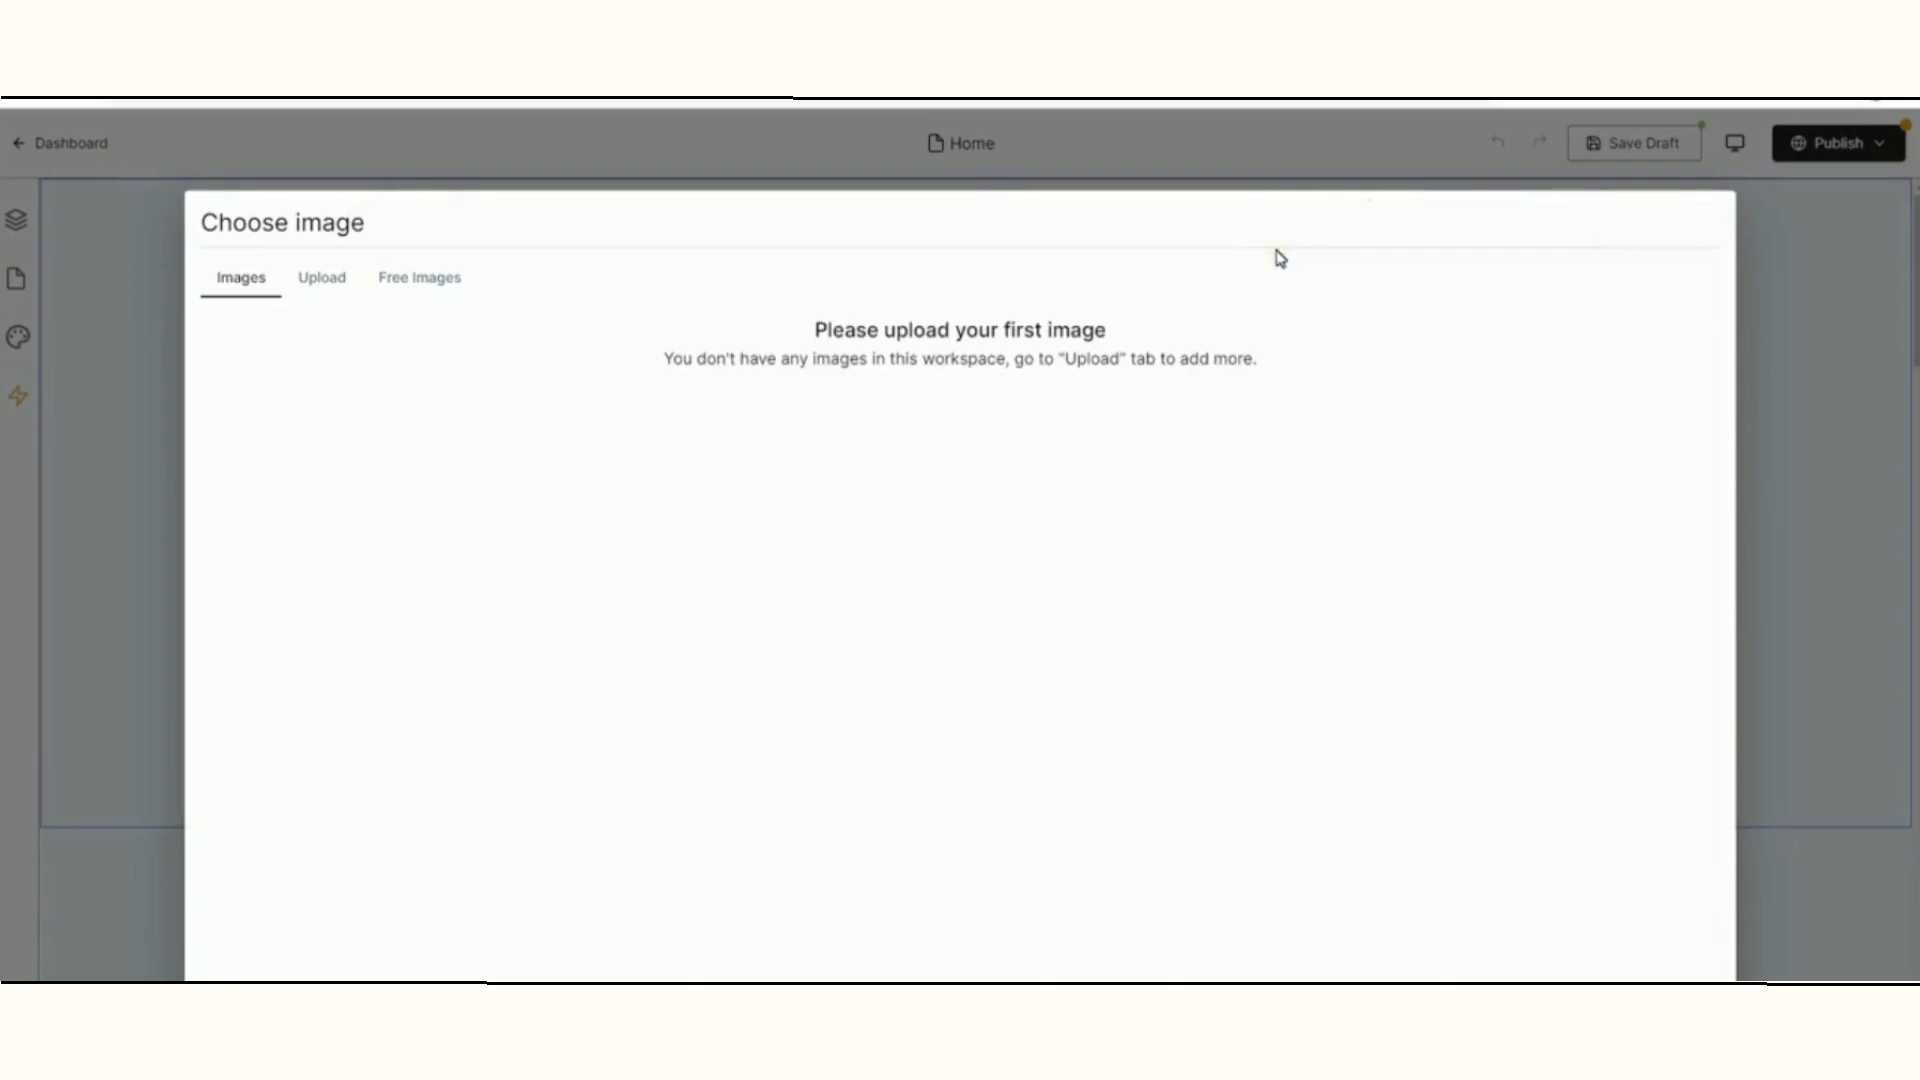 Dashboard
Home
Save Draft
Publish
Choose image
Images
Upload
Free Images
Please upload your first image
You don't have any images in this workspace, go to "Upload" tab to add more.